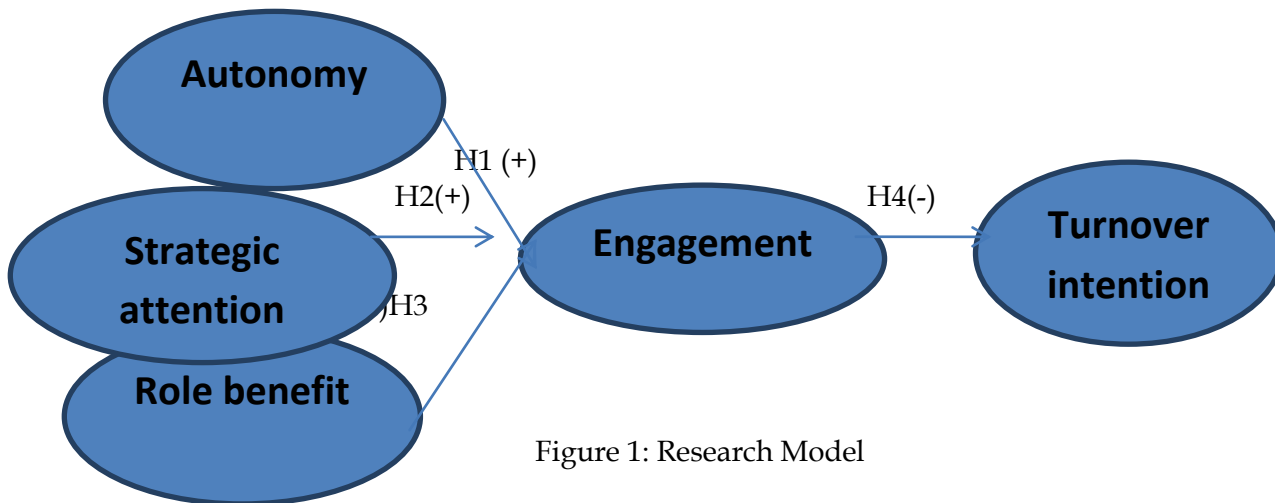 Autonomy
H1 (+)
H2(+)
Strategic
attention
)H3
Role benefit
Engagement
H4(-)
Turnover
intention
Figure 1: Research Model